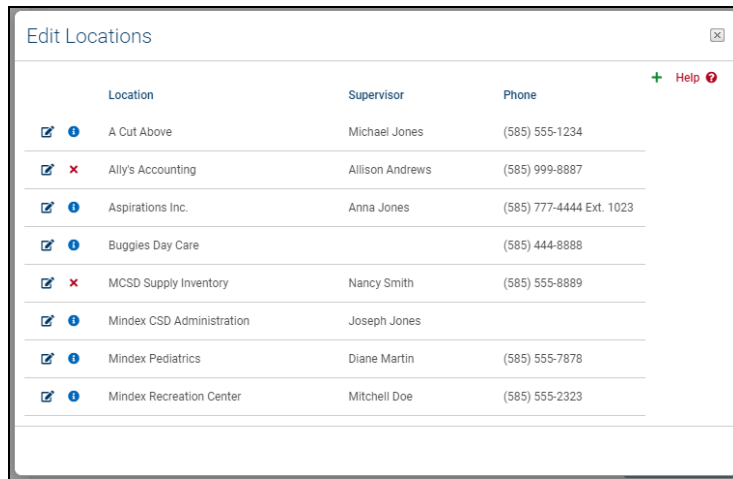 Edit Locations
+ Help
Location Supervisor Phone
A Cut Above Michael Jones (585) 555-1234
Ally's Accounting Allison Andrews (585) 999-8887
Aspirations Inc. Anna Jones (585) 777-4444 Ext. 1023
Buggies Day Care (585) 444-8888
MCSD Supply Inventory Nancy Smith (585) 555-8889
Mindex CSD Administration Joseph Jones
Mindex Pediatrics Diane Martin (585) 555-7878
Mindex Recreation Center Mitchell Doe (585) 555-2323